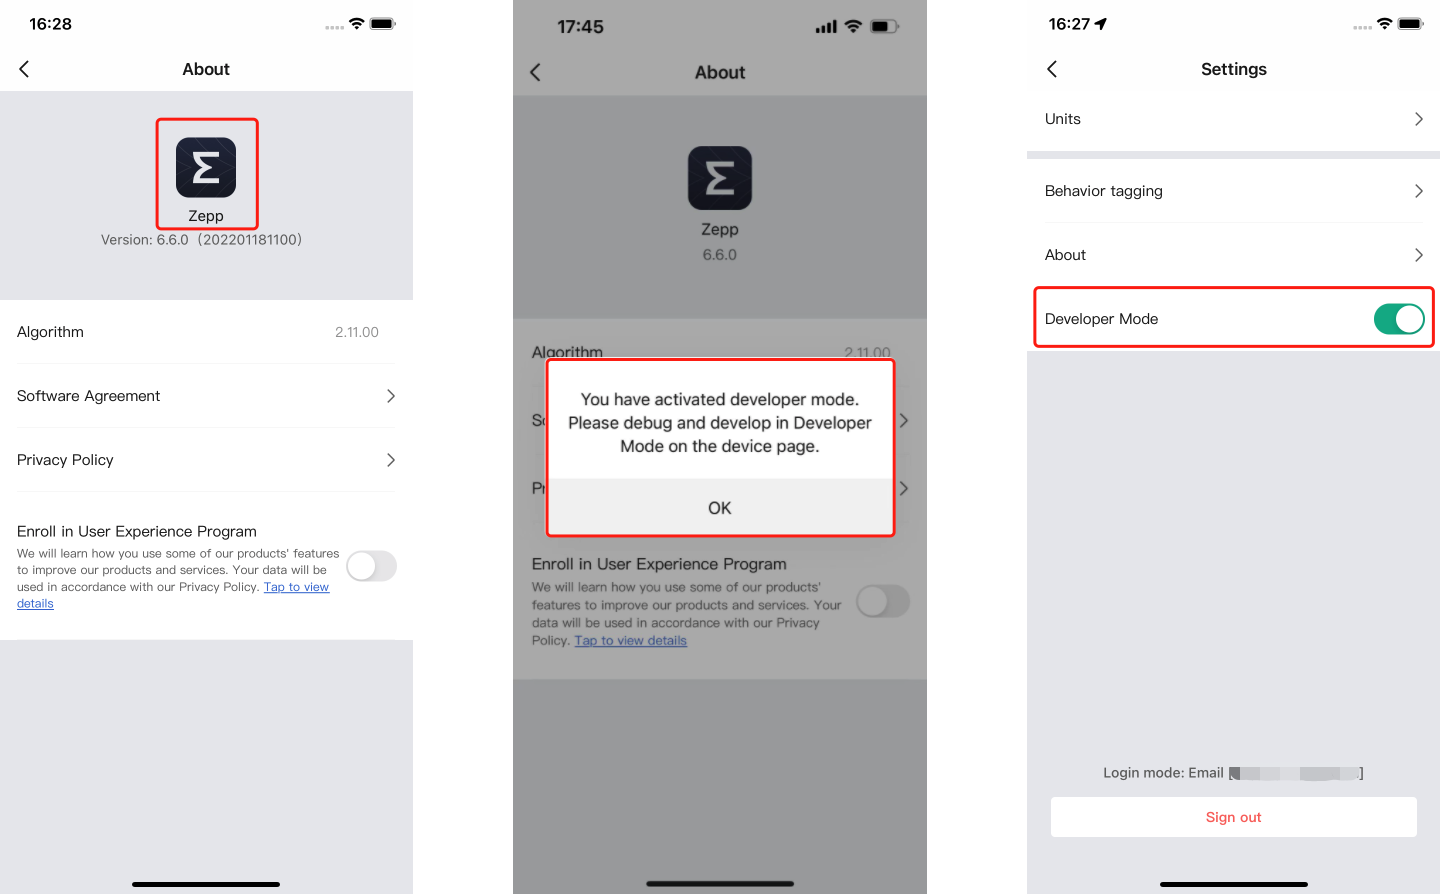 16:28
About
Zepp
Version: 6.6.0（202201181100）
Algorithm 2.11.00
Software Agreement
Privacy Policy
Enroll in User Experience Program
We will learn how you use some of our products' features
to improve our products and services. Your data will be
used in accordance with our Privacy Policy. Tap to view
details
17:45
About
Zepp
6.6.0
Algorithm 2.11.00
You have activated developer mode.
Please debug and develop in Developer
Mode on the device page.
OK
Enroll in User Experience Program
We will learn how you use some of our products'
features to improve our products and services. Your
data will be used in accordance with our Privacy
Policy. Tap to view details
16:27
Settings
Units
Behavior tagging
About
Developer Mode
Login mode: Email [ ]
Sign out